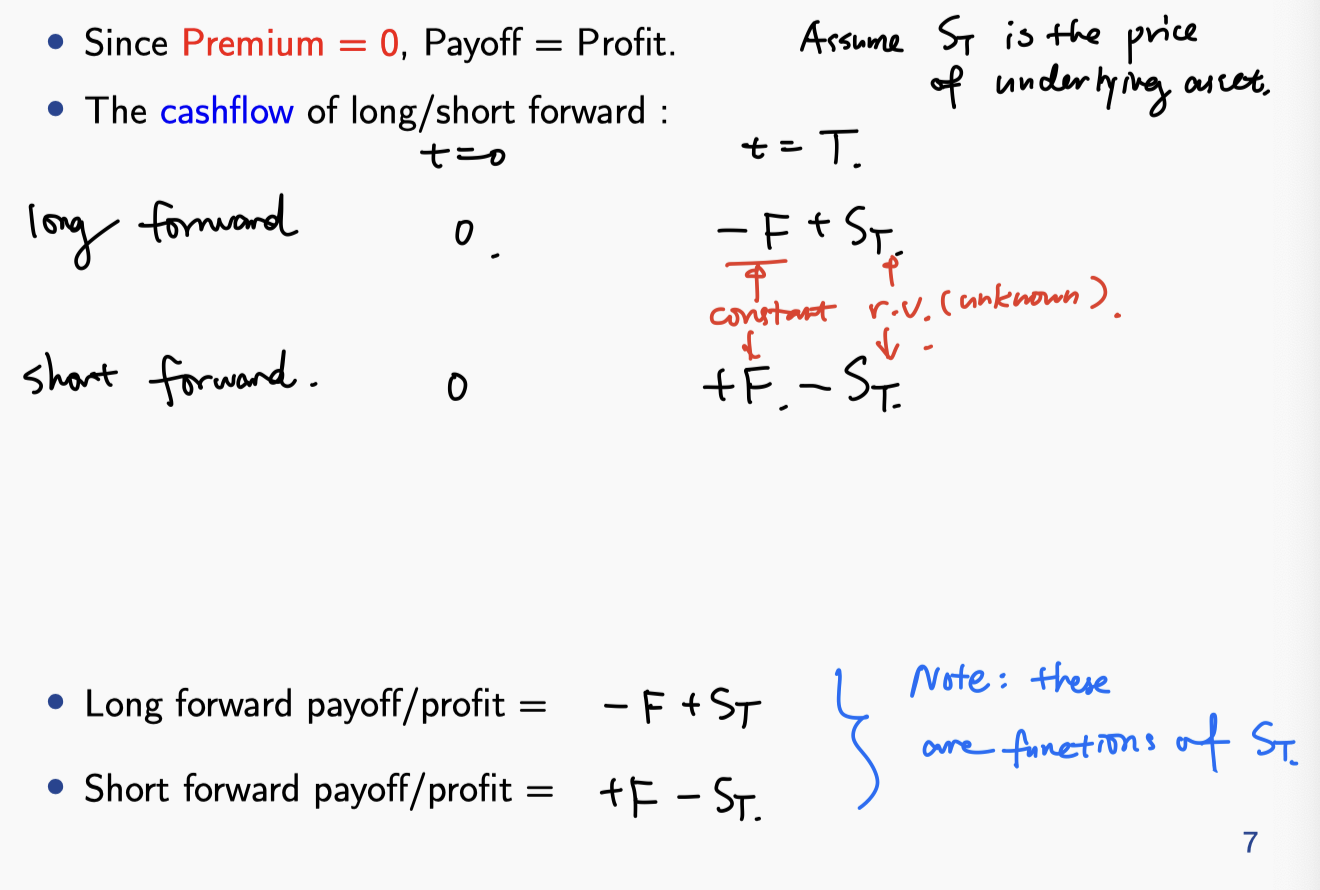 • Since Premium = 0, Payoff = Profit.
Assume S_T is the price
of underlying asset.
• The cashflow of long/short forward :
t=0 t = T.
long forward 0. - F + S_T.
constant r.v. (unknown).
short forward. 0 +F. - S_T.
• Long forward payoff/profit = - F + S_T
• Short forward payoff/profit = +F - S_T.
Note: these
are functions of S_T.
7